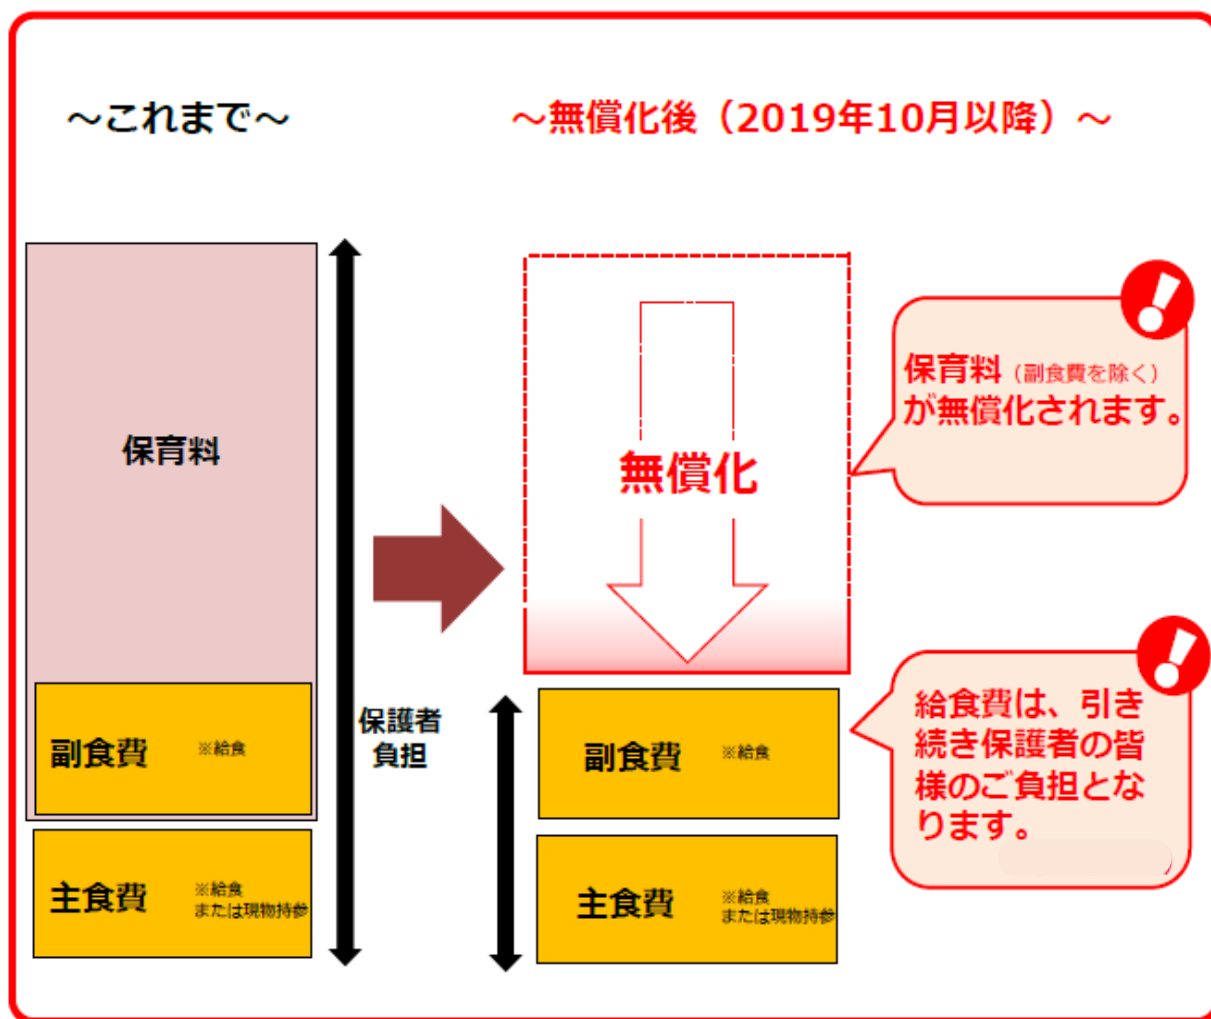 ～これまで～
～無償化後（2019年10月以降）～
保育料
副食費 ※給食
主食費 ※給食
または現物持参
保護者
負担
無償化
副食費 ※給食
主食費 ※給食
または現物持参
保育料（副食費を除く）
が無償化されます。
給食費は、引き
続き保護者の皆
様のご負担とな
ります。